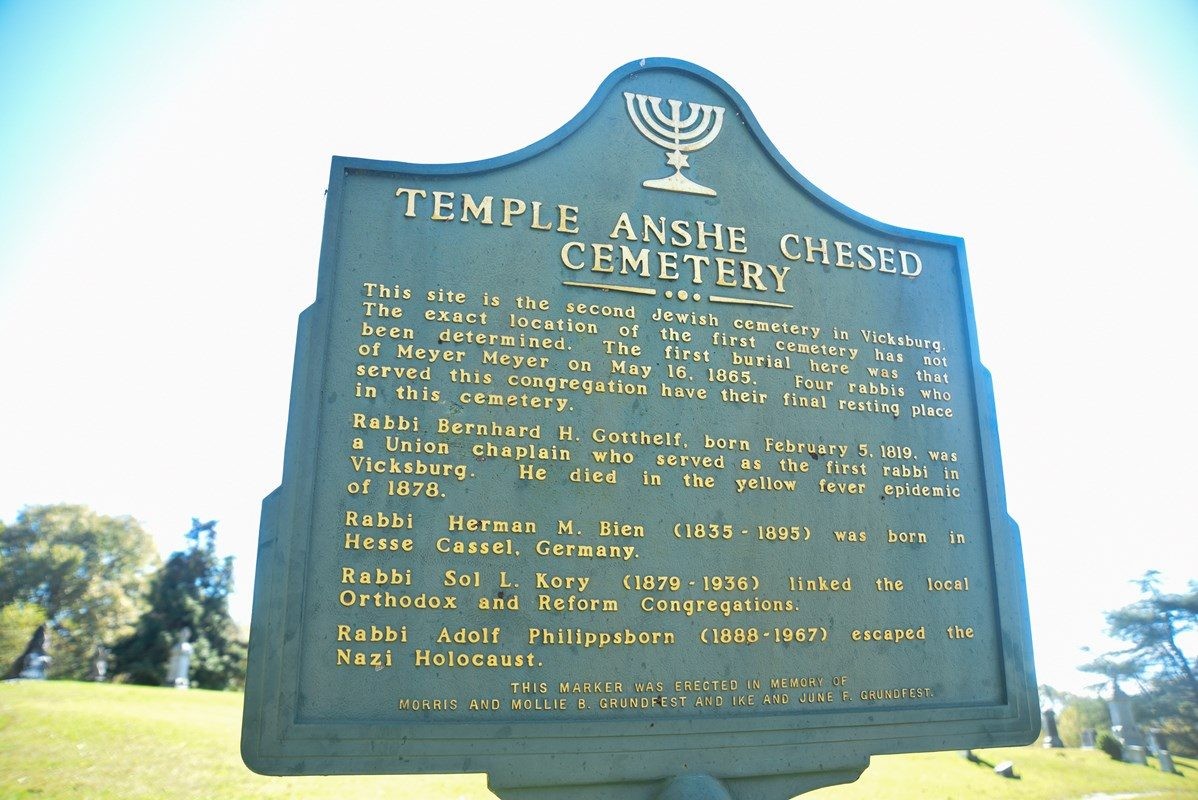 TEMPLE ANSHE CHESED
CEMETERY
This site is the second Jewish cemetery in Vicksburg.
The exact location of the first cemetery has not
been determined. The first burial here was that
of Meyer Meyer on May 16, 1865. Four rabbis who
served this congregation have their final resting place
in this cemetery.
Rabbi Bernhard H. Gotthelf, born February 5, 1819, was
a Union chaplain who served as the first rabbi in
Vicksburg. He died in the yellow fever epidemic
of 1878.
Rabbi Herman M. Bien (1835-1895) was born in
Hesse Cassel, Germany.
Rabbi Sol L. Kory (1879-1936) linked the local
Orthodox and Reform Congregations.
Rabbi Adolf Philippsborn (1888-1967) escaped the
Nazi Holocaust.
THIS MARKER WAS ERECTED IN MEMORY OF
MORRIS AND MOLLIE B. GRUNDFEST AND IKE AND JUNE F. GRUNDFEST.